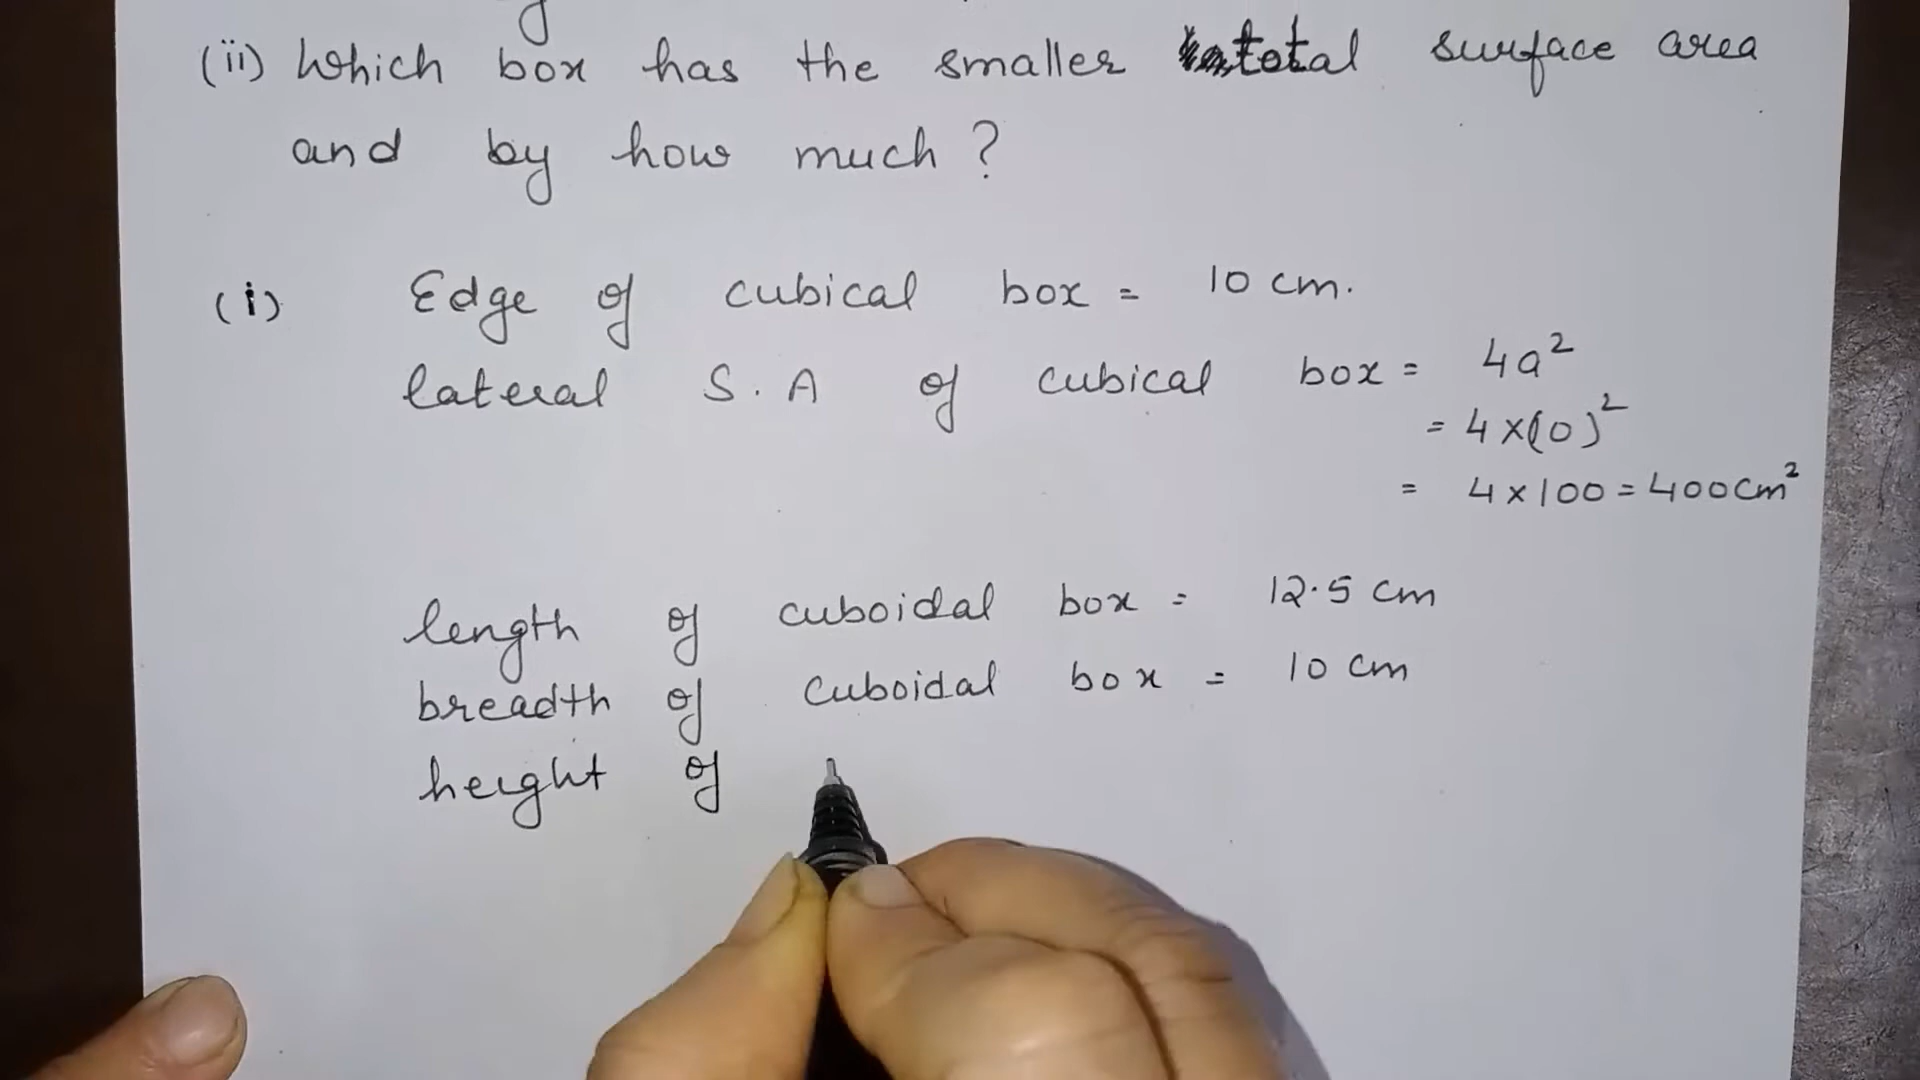 (ii) Which box has the smaller total surface area
and by how much ?
(i) Edge of cubical box = 10 cm.
lateral S.A of cubical box = 4a²
= 4×(0)²
= 4×100 = 400cm²
length of cuboidal box = 12.5 cm
breadth of cuboidal box = 10 cm
height of